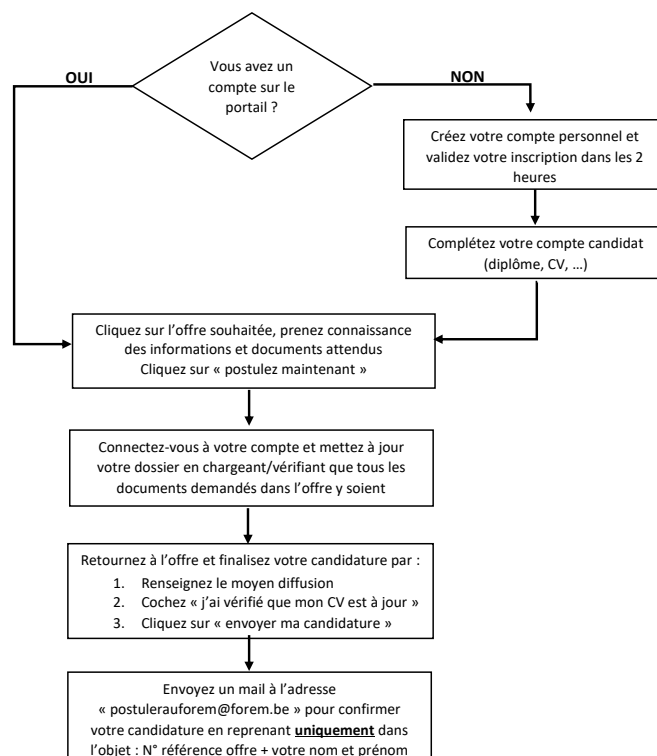 Vous avez un
compte sur le
portail ?
OUI
NON
Créez votre compte personnel et
validez votre inscription dans les 2
heures
Complétez votre compte candidat
(diplôme, CV, …)
Cliquez sur l’offre souhaitée, prenez connaissance
des informations et documents attendus
Cliquez sur « postulez maintenant »
Connectez-vous à votre compte et mettez à jour
votre dossier en chargeant/vérifiant que tous les
documents demandés dans l’offre y soient
Retournez à l’offre et finalisez votre candidature par :
1. Renseignez le moyen diffusion
2. Cochez « j’ai vérifié que mon CV est à jour »
3. Cliquez sur « envoyer ma candidature »
Envoyez un mail à l’adresse
« postulerauforem@forem.be » pour confirmer
votre candidature en reprenant uniquement dans
l’objet : N° référence offre + votre nom et prénom